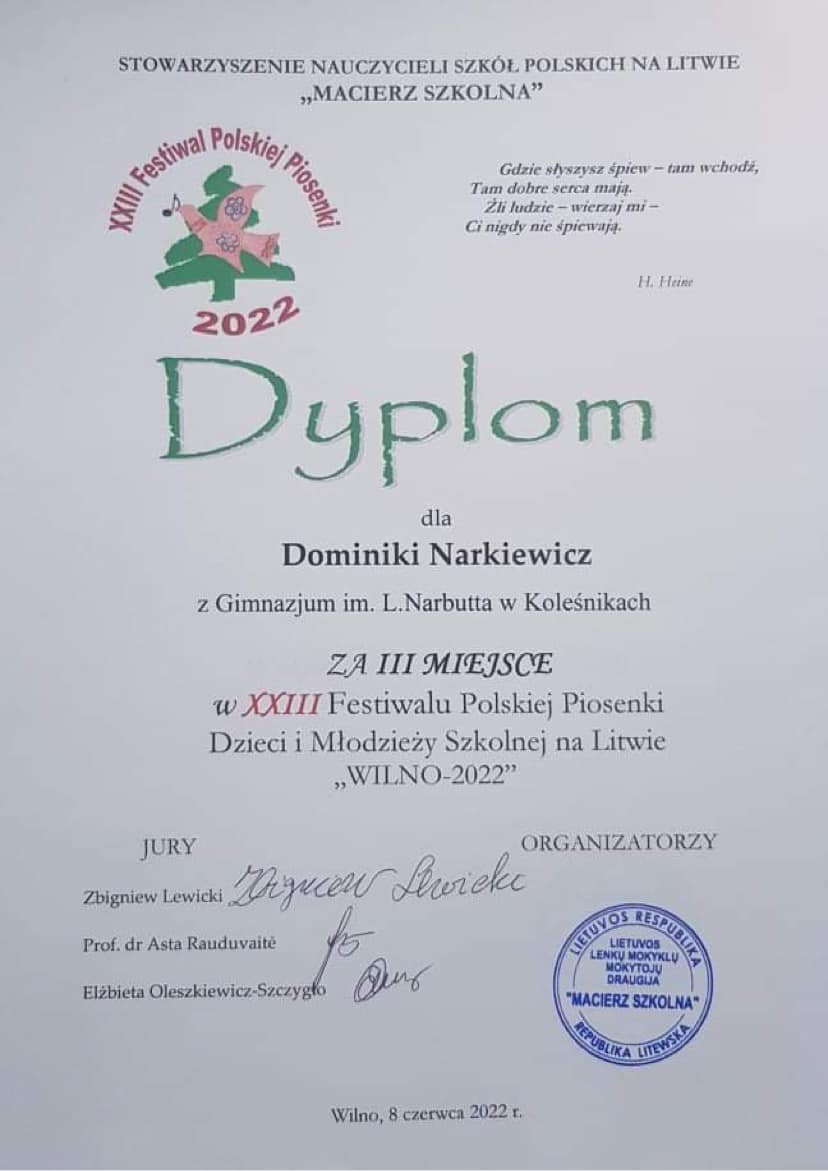 STOWARZYSZENIE NAUCZYCIELI SZKÓŁ POLSKICH NA LITWIE
„MACIERZ SZKOLNA”
XXIII Festiwal Polskiej Piosenki
2022
Gdzie słyszysz śpiew – tam wchodź,
Tam dobre serca mają.
Źli ludzie – wierzaj mi –
Ci nigdy nie śpiewają.
H. Heine
Dyplom
dla
Dominiki Narkiewicz
z Gimnazjum im. L.Narbutta w Koleśnikach
ZA III MIEJSCE
w XXIII Festiwalu Polskiej Piosenki
Dzieci i Młodzieży Szkolnej na Litwie
„WILNO-2022”
JURY
Zbigniew Lewicki Zbigniew Lewicki
Prof. dr Asta Rauduvaitė
Elżbieta Oleszkiewicz-Szczygło
ORGANIZATORZY
LIETUVOS RESPUBLIKA
LIETUVOS
LENKŲ MOKYKLŲ
MOKYTOJŲ
DRAUGIJA
"MACIERZ SZKOLNA"
REPUBLIKA LITEWSKA
Wilno, 8 czerwca 2022 r.